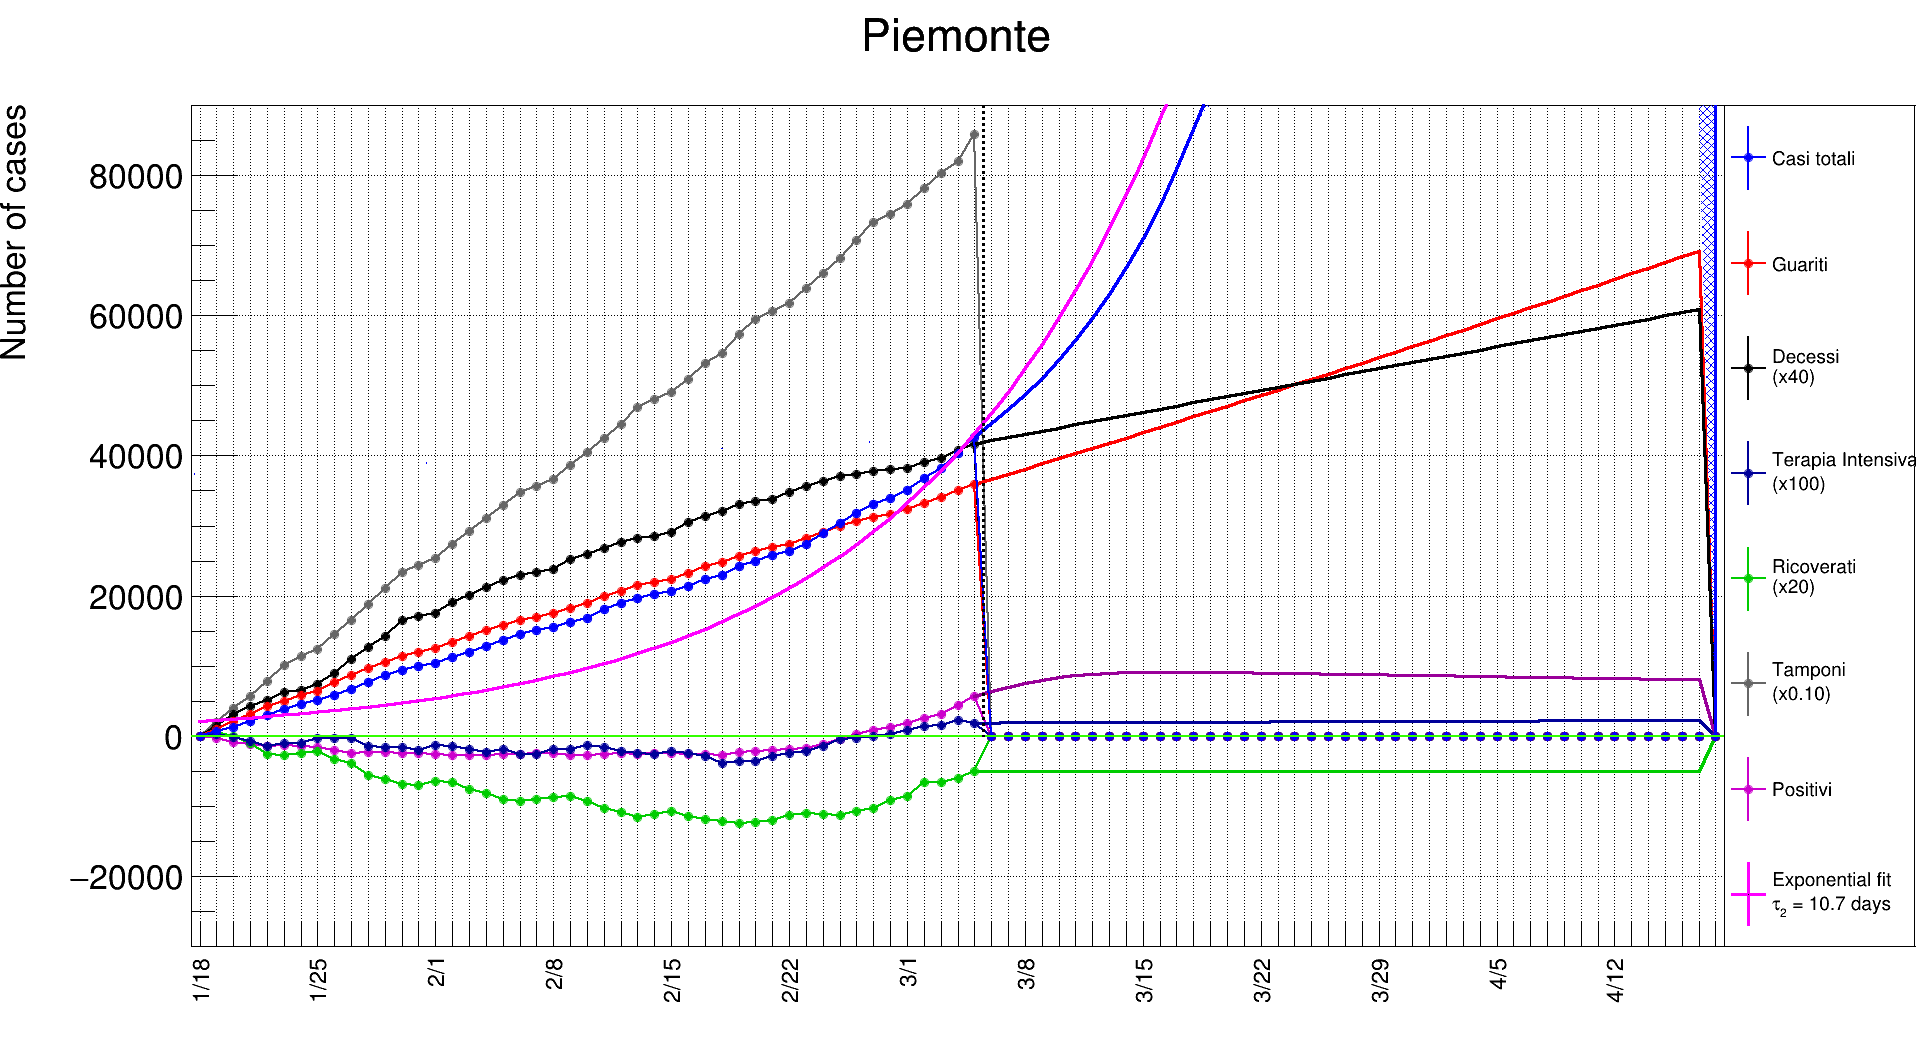 Piemonte
Number of cases
80000
60000
40000
20000
0
−20000
1/18
1/25
2/1
2/8
2/15
2/22
3/1
3/8
3/15
3/22
3/29
4/5
4/12
Casi totali
Guariti
Decessi
(x40)
Terapia Intensiva
(x100)
Ricoverati
(x20)
Tamponi
(x0.10)
Positivi
Exponential fit
τ2 = 10.7 days